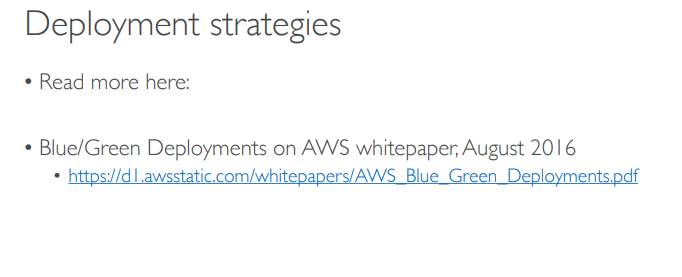 Deployment strategies
• Read more here:
• Blue/Green Deployments on AWS whitepaper, August 2016
• https://d1.awsstatic.com/whitepapers/AWS_Blue_Green_Deployments.pdf